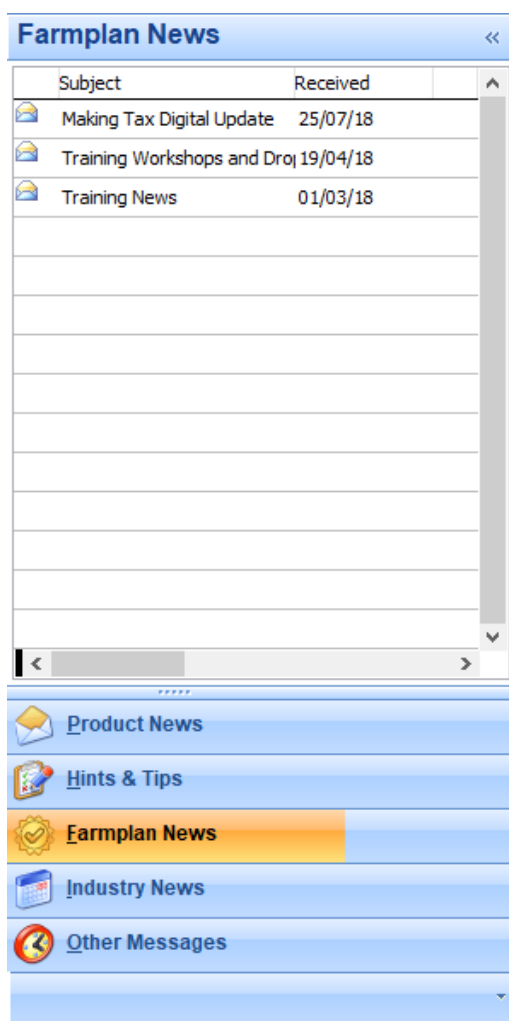 Farmplan News
Subject Received
Making Tax Digital Update 25/07/18
Training Workshops and Dro 19/04/18
Training News 01/03/18
Product News
Hints & Tips
Farmplan News
Industry News
Other Messages